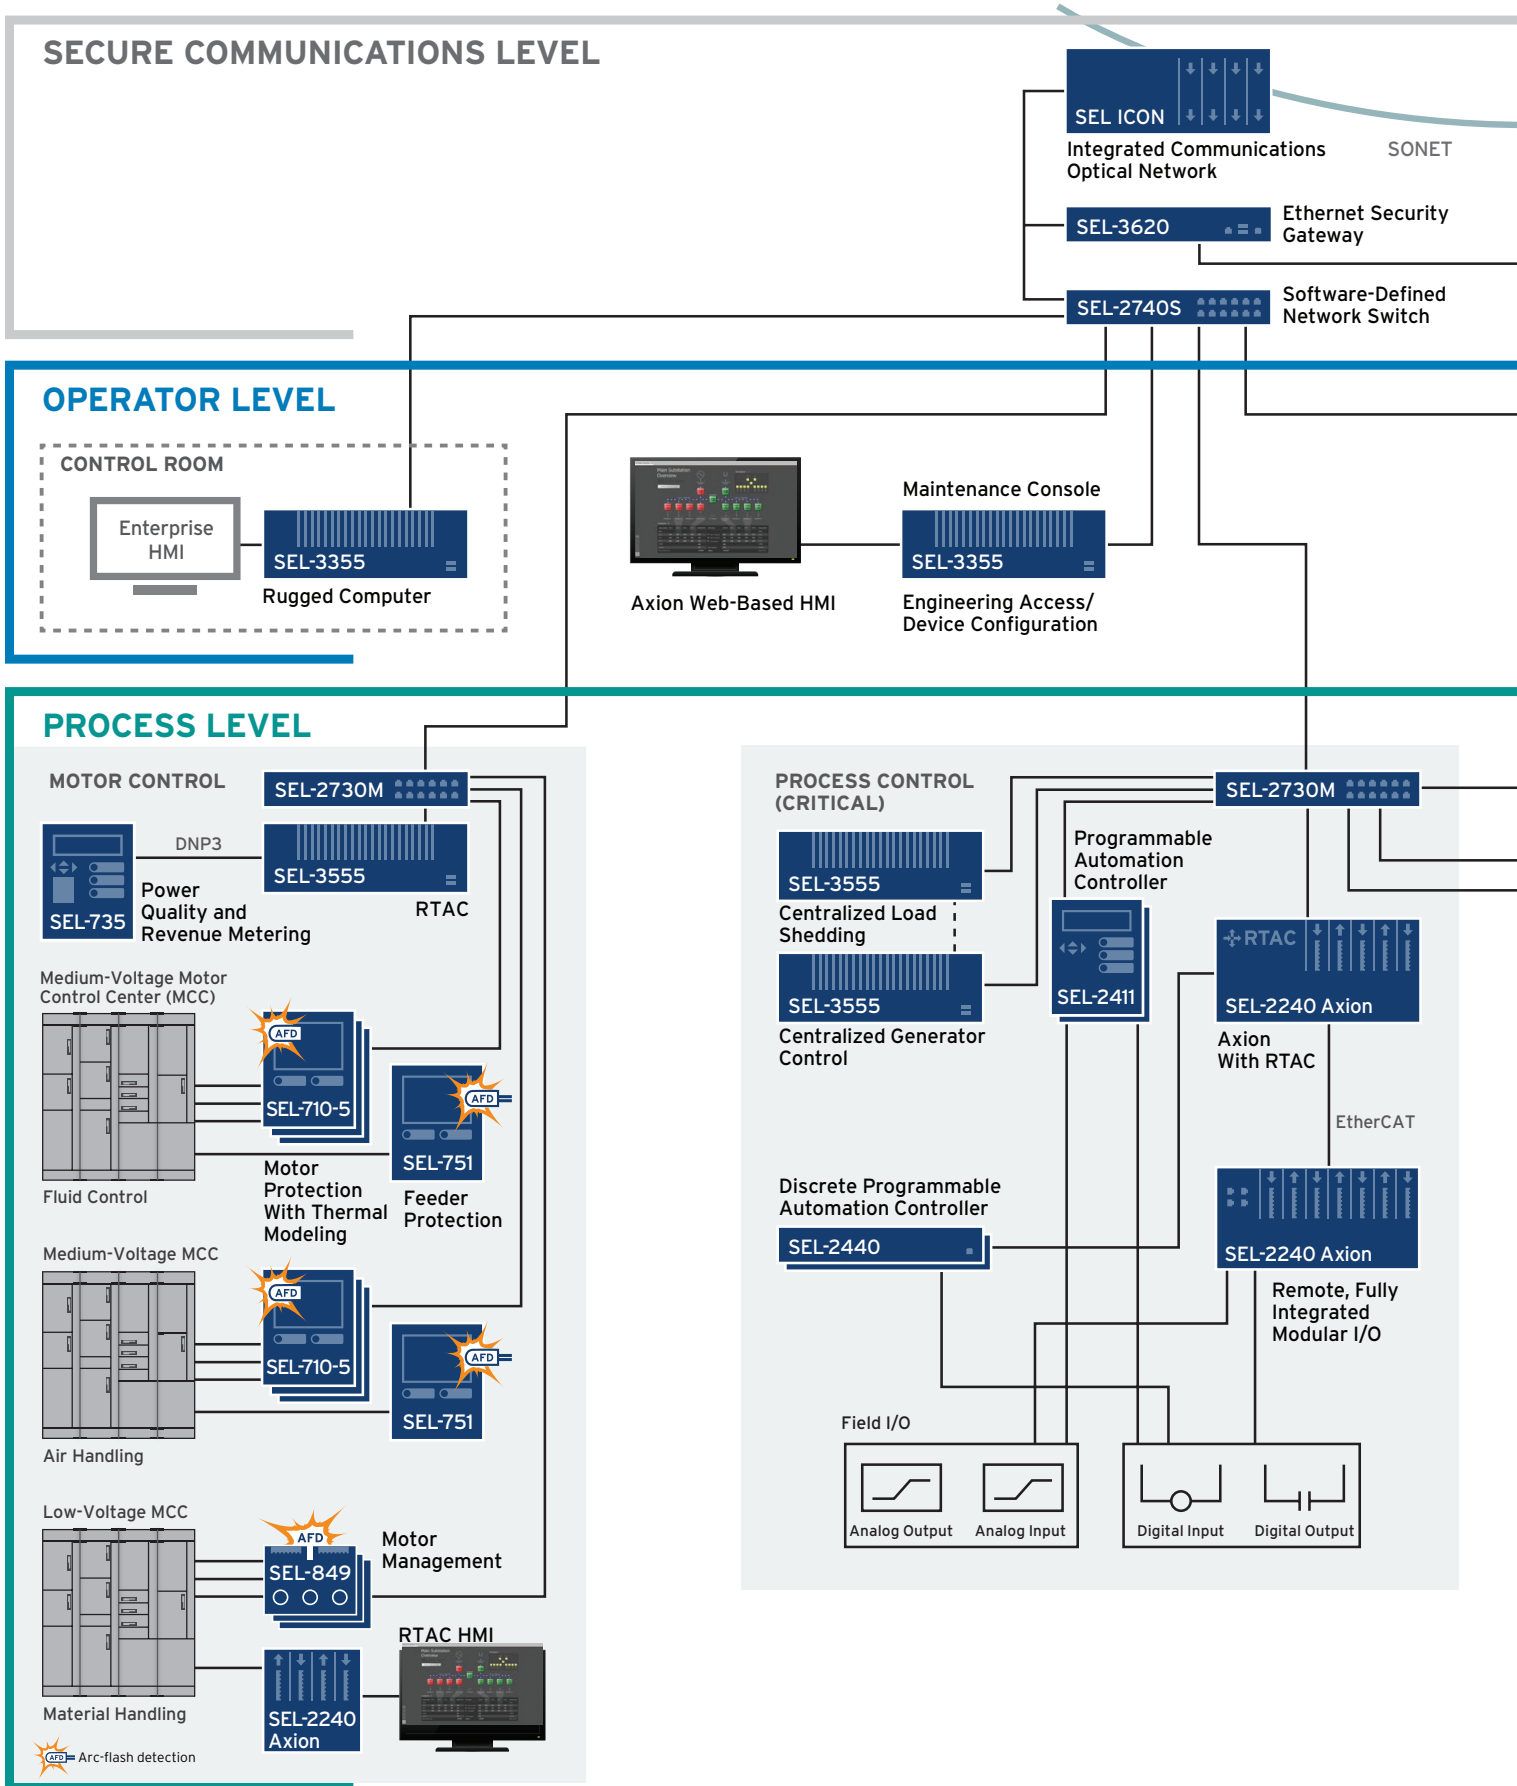 SECURE COMMUNICATIONS LEVEL
SEL ICON
Integrated Communications
Optical Network
SONET
SEL-3620
Ethernet Security
Gateway
SEL-2740S
Software-Defined
Network Switch
OPERATOR LEVEL
CONTROL ROOM
Enterprise
HMI
SEL-3355
Rugged Computer
Main Substation
Overview
Axion Web-Based HMI
Maintenance Console
SEL-3355
Engineering Access/
Device Configuration
PROCESS LEVEL
MOTOR CONTROL
SEL-2730M
DNP3
SEL-3555
RTAC
SEL-735
Power
Quality and
Revenue Metering
Medium-Voltage Motor
Control Center (MCC)
AFD
SEL-710-5
AFD
SEL-751
Fluid Control
Motor
Protection
With Thermal
Modeling
Feeder
Protection
Medium-Voltage MCC
AFD
SEL-710-5
AFD
SEL-751
Air Handling
Low-Voltage MCC
AFD
SEL-849
Motor
Management
RTAC HMI
Main Substation
Overview
SEL-2240
Axion
Material Handling
AFD
Arc-flash detection
PROCESS CONTROL
(CRITICAL)
SEL-2730M
SEL-3555
Centralized Load
Shedding
SEL-3555
Centralized Generator
Control
Programmable
Automation
Controller
SEL-2411
RTAC
SEL-2240 Axion
Axion
With RTAC
EtherCAT
Discrete Programmable
Automation Controller
SEL-2440
SEL-2240 Axion
Remote, Fully
Integrated
Modular I/O
Field I/O
Analog Output
Analog Input
Digital Input
Digital Output